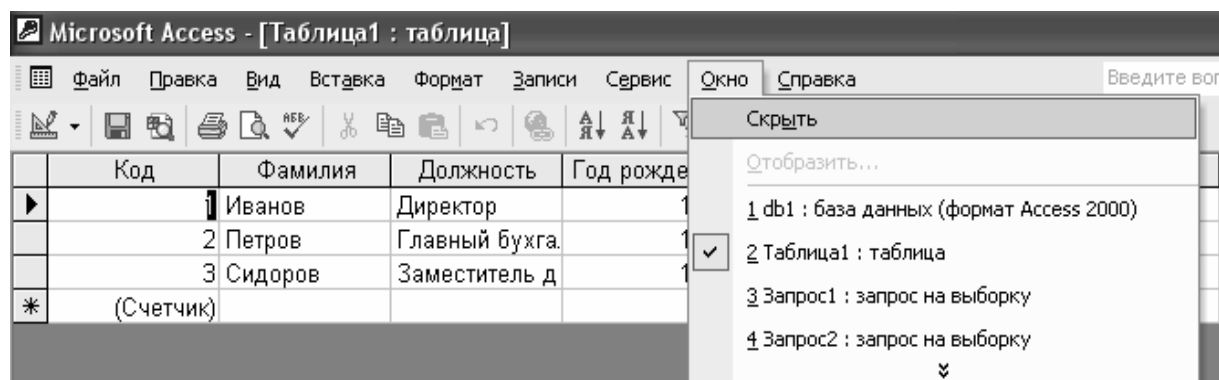 Microsoft Access - [Таблица1 : таблица]
Файл Правка Вид Вставка Формат Записи Сервис Окно Справка Введите воп
Скрыть
Отобразить...
1 db1 : база данных (формат Access 2000)
2 Таблица1 : таблица
3 Запрос1 : запрос на выборку
4 Запрос2 : запрос на выборку
Код Фамилия Должность Год рожде
1 Иванов Директор 1
2 Петров Главный бухга. 1
3 Сидоров Заместитель д 1
(Счетчик)